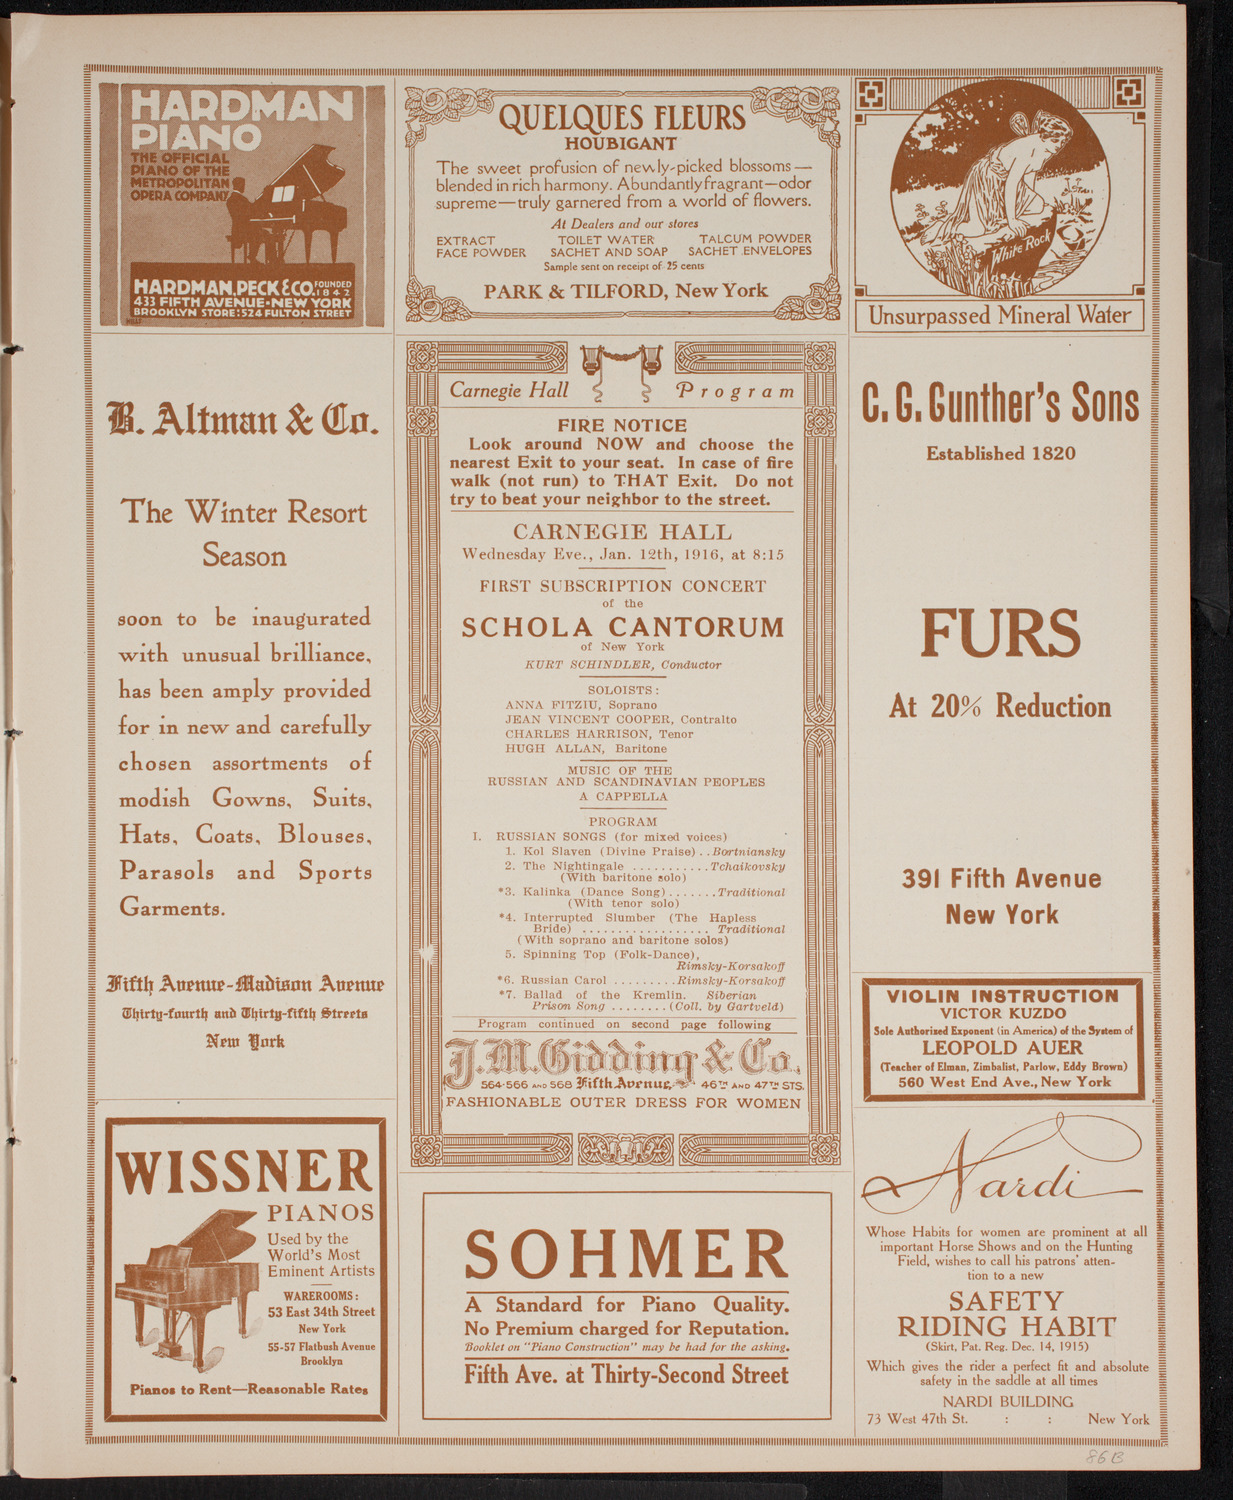 HARDMAN
PIANO
THE OFFICIAL
PIANO OF THE
METROPOLITAN
OPERA COMPANY
HARDMAN, PECK & CO. FOUNDED 1842
433 FIFTH AVENUE·NEW YORK
BROOKLYN STORE: 524 FULTON STREET
B. Altman & Co.
The Winter Resort
Season
soon to be inaugurated
with unusual brilliance,
has been amply provided
for in new and carefully
chosen assortments of
modish Gowns, Suits,
Hats, Coats, Blouses,
Parasols and Sports
Garments.
Fifth Avenue-Madison Avenue
Thirty-fourth and Thirty-fifth Streets
New York
WISSNER
PIANOS
Used by the
World's Most
Eminent Artists
WAREROOMS:
53 East 34th Street
New York
55-57 Flatbush Avenue
Brooklyn
Pianos to Rent—Reasonable Rates
QUELQUES FLEURS
HOUBIGANT
The sweet profusion of newly-picked blossoms—
blended in rich harmony. Abundantly fragrant—odor
supreme—truly garnered from a world of flowers.
At Dealers and our stores
EXTRACT TOILET WATER TALCUM POWDER
FACE POWDER SACHET AND SOAP SACHET ENVELOPES
Sample sent on receipt of 25 cents
PARK & TILFORD, New York
Carnegie Hall Program
FIRE NOTICE
Look around NOW and choose the
nearest Exit to your seat. In case of fire
walk (not run) to THAT Exit. Do not
try to beat your neighbor to the street.
CARNEGIE HALL
Wednesday Eve., Jan. 12th, 1916, at 8:15
FIRST SUBSCRIPTION CONCERT
of the
SCHOLA CANTORUM
of New York
KURT SCHINDLER, Conductor
SOLOISTS:
ANNA FITZIU, Soprano
JEAN VINCENT COOPER, Contralto
CHARLES HARRISON, Tenor
HUGH ALLAN, Baritone
MUSIC OF THE
RUSSIAN AND SCANDINAVIAN PEOPLES
A CAPPELLA
PROGRAM
I. RUSSIAN SONGS (for mixed voices)
1. Kol Slaven (Divine Praise)..Bortniansky
2. The Nightingale ...........Tchaikovsky
(With baritone solo)
*3. Kalinka (Dance Song).......Traditional
(With tenor solo)
*4. Interrupted Slumber (The Hapless
Bride) .................. Traditional
(With soprano and baritone solos)
5. Spinning Top (Folk-Dance),
Rimsky-Korsakoff
*6. Russian Carol .........Rimsky-Korsakoff
*7. Ballad of the Kremlin. Siberian
Prison Song ........(Coll. by Gartveld)
Program continued on second page following
J. M. Gidding & Co.
564-566 AND 568 Fifth Avenue, 46TH AND 47TH STS.
FASHIONABLE OUTER DRESS FOR WOMEN
SOHMER
A Standard for Piano Quality.
No Premium charged for Reputation.
Booklet on "Piano Construction" may be had for the asking.
Fifth Ave. at Thirty-Second Street
White Rock
Unsurpassed Mineral Water
C. G. Gunther's Sons
Established 1820
FURS
At 20% Reduction
391 Fifth Avenue
New York
VIOLIN INSTRUCTION
VICTOR KUZDO
Sole Authorized Exponent (in America) of the System of
LEOPOLD AUER
(Teacher of Elman, Zimbalist, Parlow, Eddy Brown)
560 West End Ave., New York
Nardi
Whose Habits for women are prominent at all
important Horse Shows and on the Hunting
Field, wishes to call his patrons' atten-
tion to a new
SAFETY
RIDING HABIT
(Skirt, Pat. Reg. Dec. 14, 1915)
Which gives the rider a perfect fit and absolute
safety in the saddle at all times
NARDI BUILDING
73 West 47th St. : : New York
86B